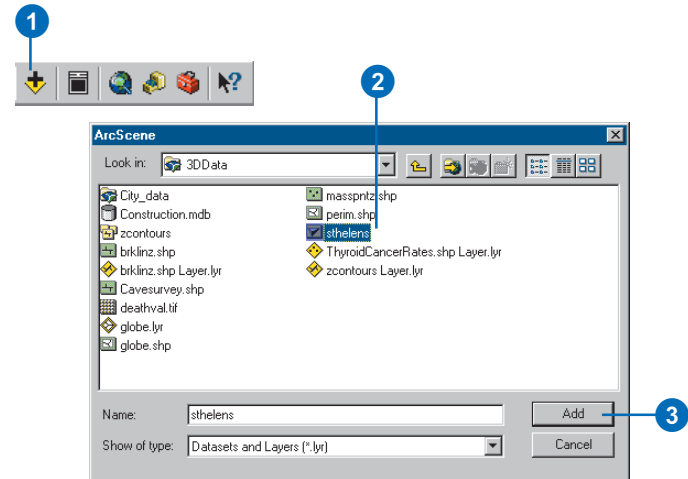 1
2
ArcScene
Look in: 3DData
City_data
Construction.mdb
zcontours
brklinz.shp
brklinz.shp Layer.lyr
Cavesurvey.shp
deathval.tif
globe.lyr
globe.shp
masspntz.shp
perim.shp
sthelens
ThyroidCancerRates.shp Layer.lyr
zcontours Layer.lyr
Name: sthelens Add
3
Show of type: Datasets and Layers (*.lyr) Cancel